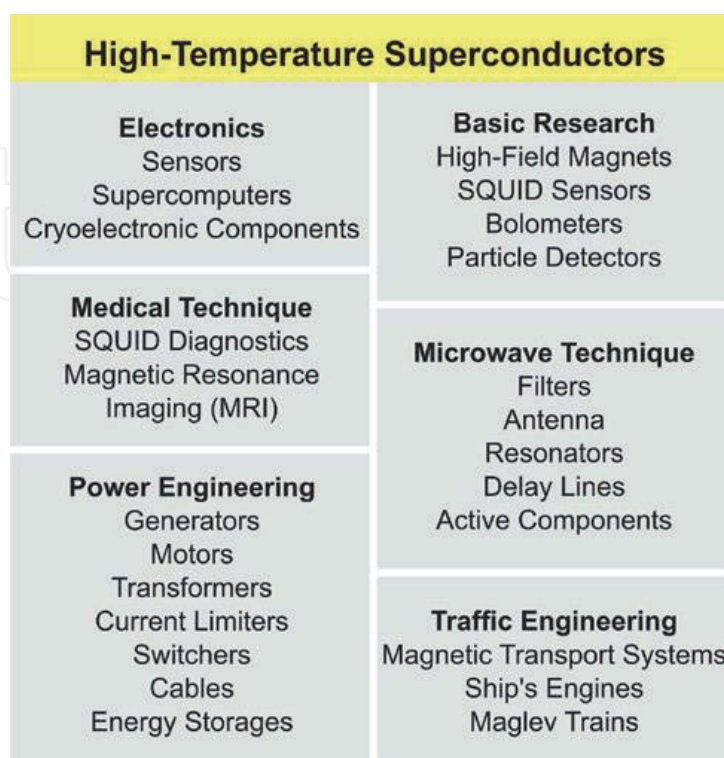 High-Temperature Superconductors
Electronics
Sensors
Supercomputers
Cryoelectronic Components
Medical Technique
SQUID Diagnostics
Magnetic Resonance
Imaging (MRI)
Power Engineering
Generators
Motors
Transformers
Current Limiters
Switchers
Cables
Energy Storages
Basic Research
High-Field Magnets
SQUID Sensors
Bolometers
Particle Detectors
Microwave Technique
Filters
Antenna
Resonators
Delay Lines
Active Components
Traffic Engineering
Magnetic Transport Systems
Ship's Engines
Maglev Trains